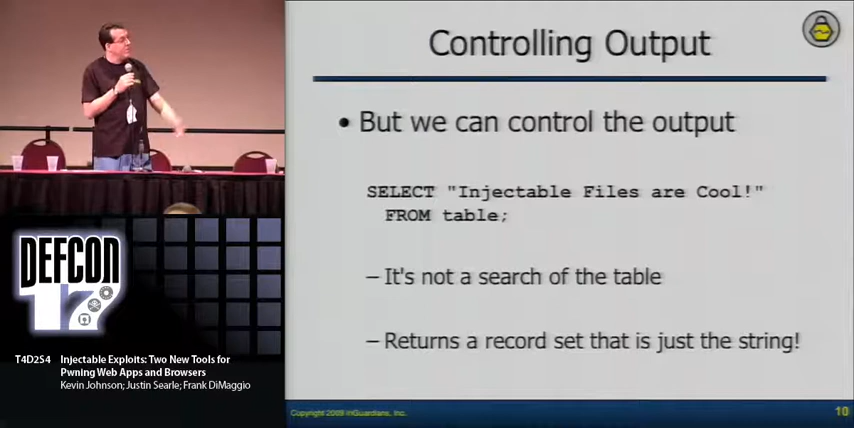 Controlling Output
• But we can control the output
SELECT "Injectable Files are Cool!"
FROM table;
– It's not a search of the table
– Returns a record set that is just the string!
Copyright 2009 InGuardians, Inc.
10
DEFCON
17
T4D2S4 Injectable Exploits: Two New Tools for
Pwning Web Apps and Browsers
Kevin Johnson; Justin Searle; Frank DiMaggio